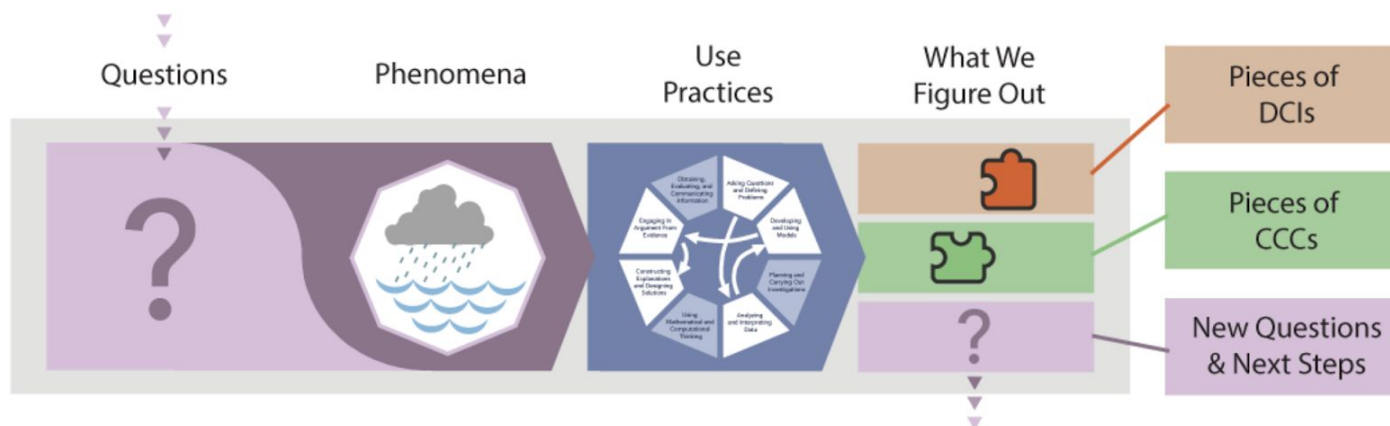 Questions
Phenomena
Use
Practices
What We
Figure Out
Pieces of
DCIs
Pieces of
CCCs
New Questions
& Next Steps
?
Obtaining,
Evaluating, and
Communicating
Information
Asking Questions
and Defining
Problems
Engaging in
Argument From
Evidence
Developing
and Using
Models
Constructing
Explanations
and Designing
Solutions
Planning and
Carrying Out
Investigations
Using
Mathematical and
Computational
Thinking
Analyzing
and Interpreting
Data
?